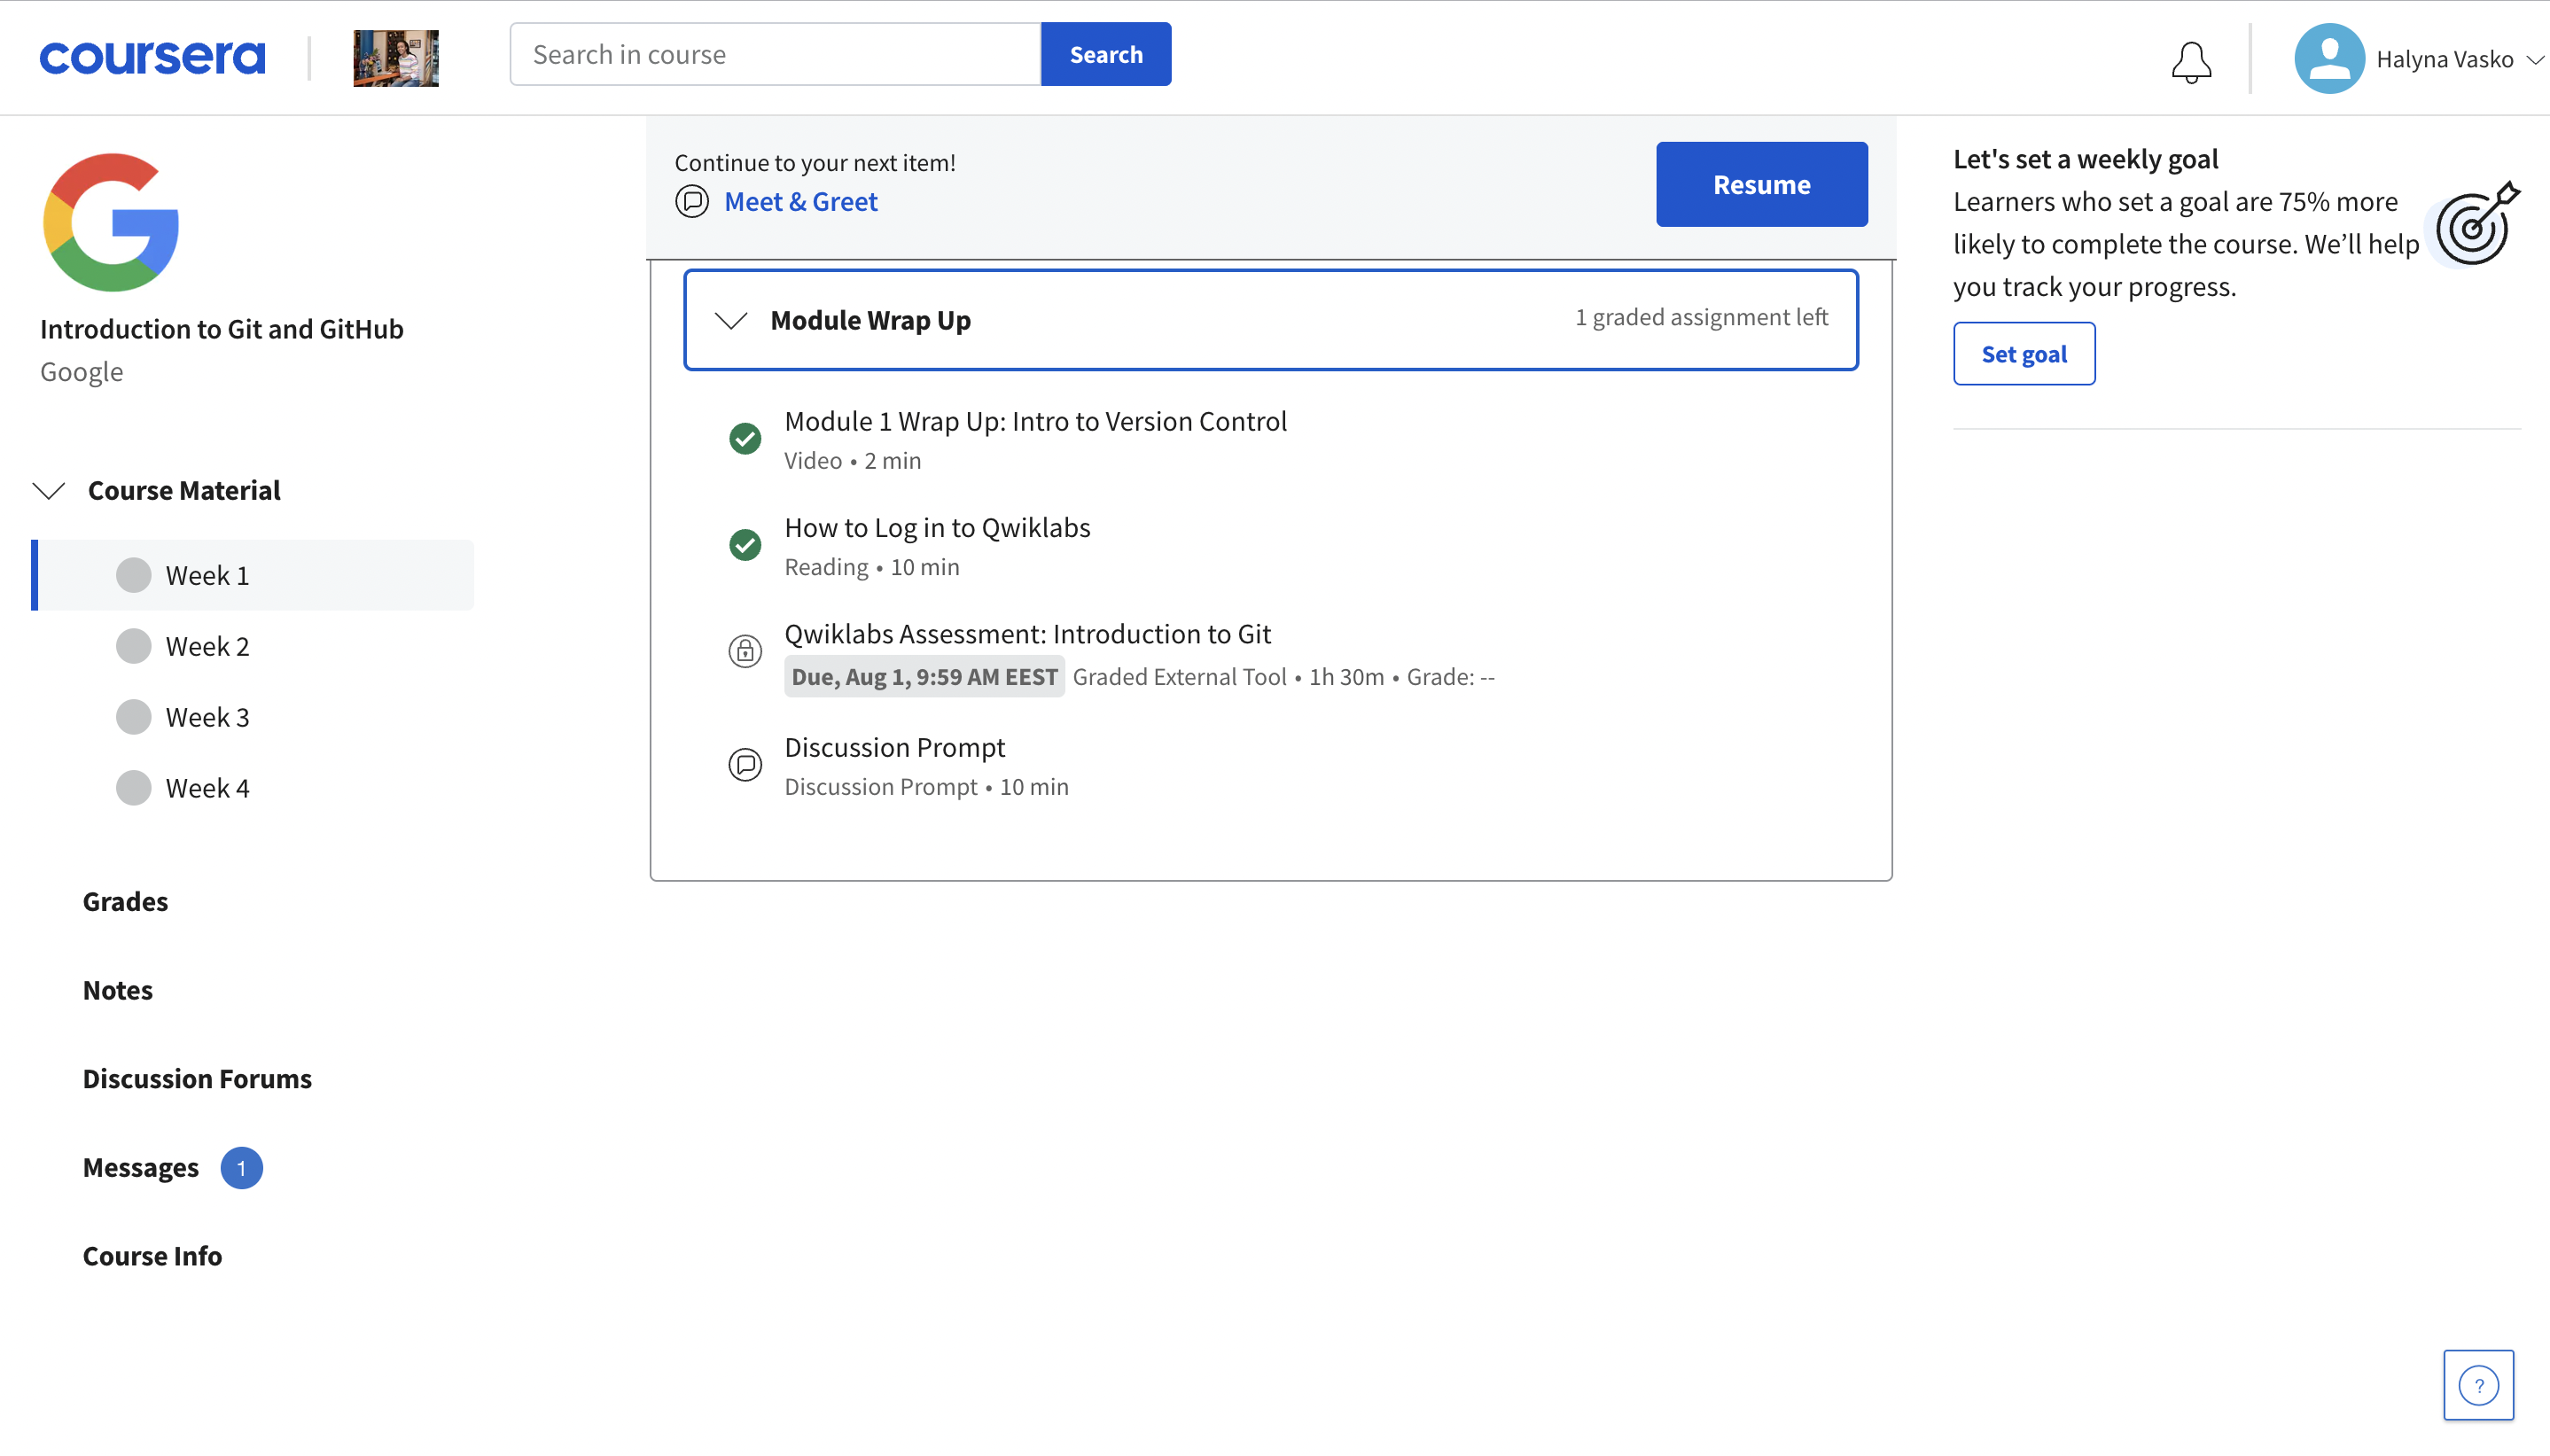 coursera
Search in course
Search
Halyna Vasko
Introduction to Git and GitHub
Google
Course Material
Week 1
Week 2
Week 3
Week 4
Grades
Notes
Discussion Forums
Messages 1
Course Info
Continue to your next item!
Meet & Greet
Resume
Module Wrap Up
1 graded assignment left
Module 1 Wrap Up: Intro to Version Control
Video • 2 min
How to Log in to Qwiklabs
Reading • 10 min
Qwiklabs Assessment: Introduction to Git
Due, Aug 1, 9:59 AM EEST Graded External Tool • 1h 30m • Grade: --
Discussion Prompt
Discussion Prompt • 10 min
Let's set a weekly goal
Learners who set a goal are 75% more
likely to complete the course. We’ll help
you track your progress.
Set goal
?